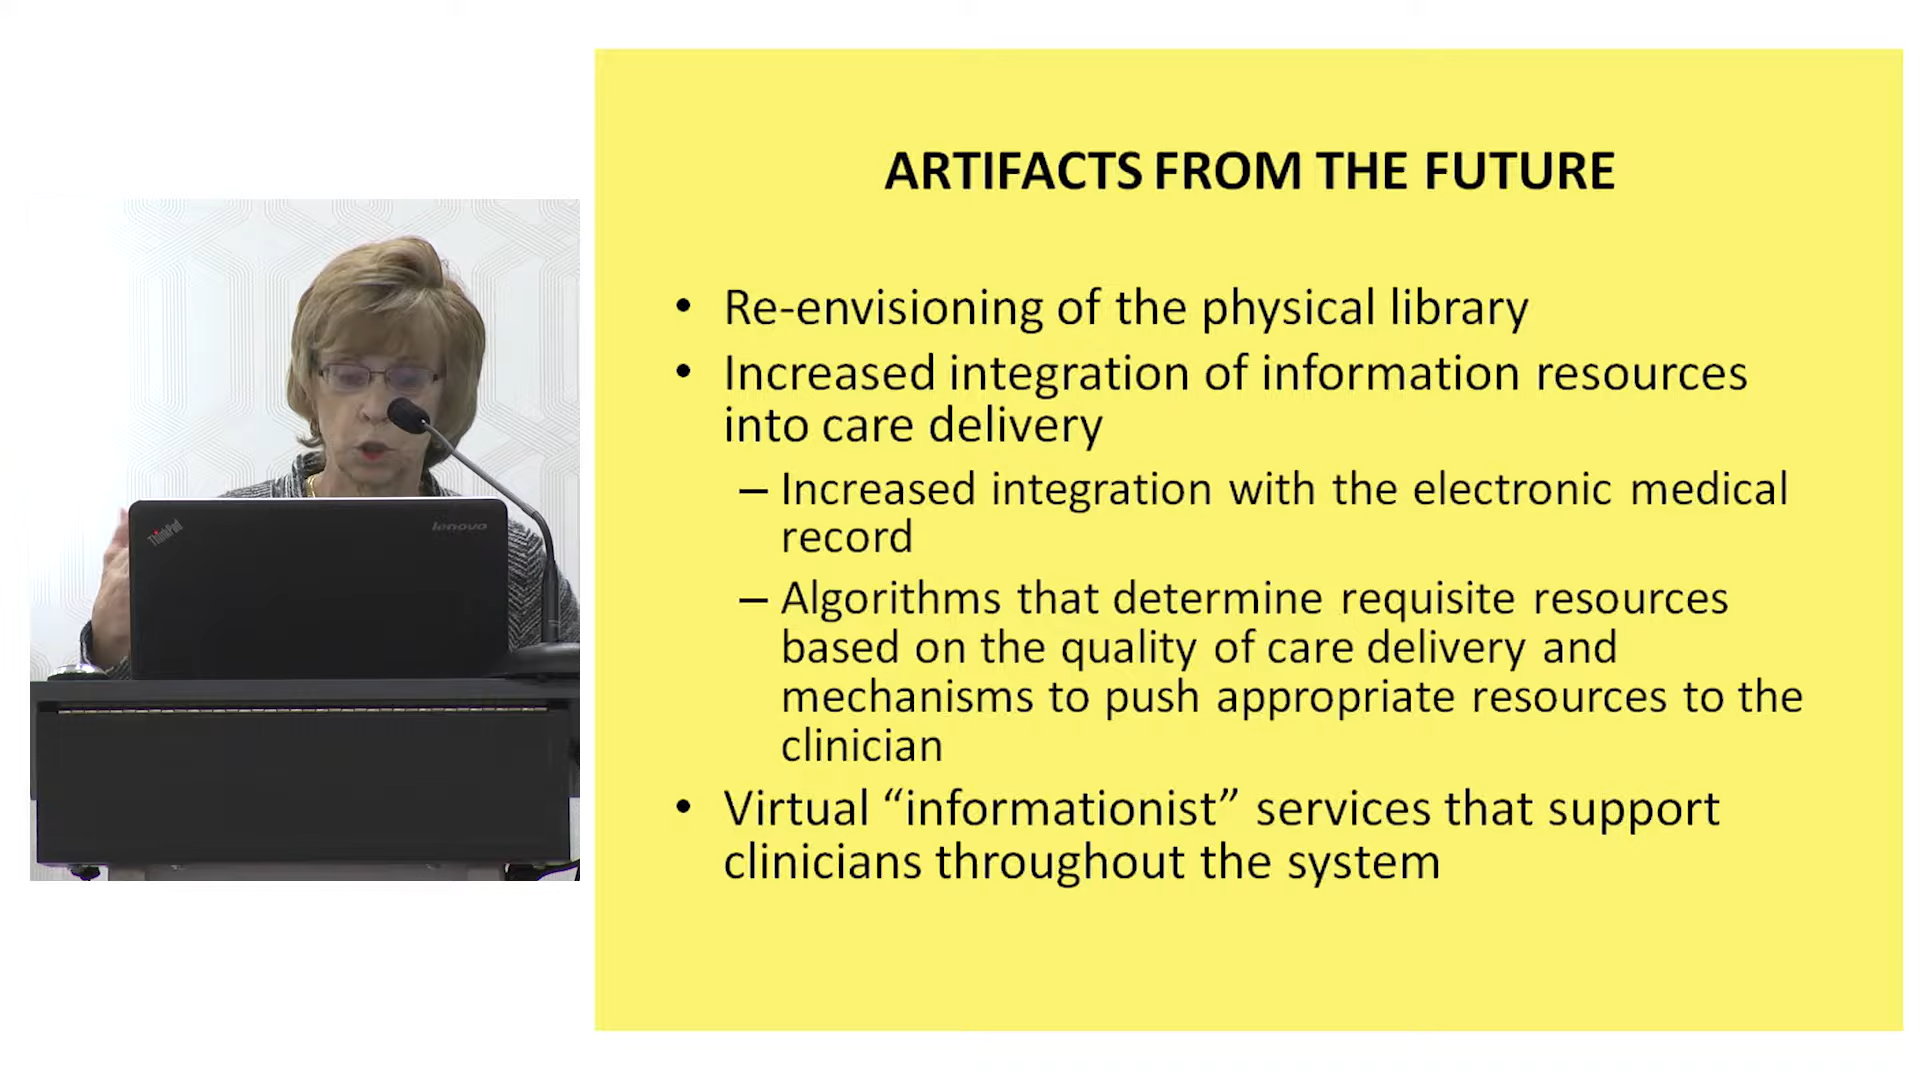 ARTIFACTS FROM THE FUTURE
• Re-envisioning of the physical library
• Increased integration of information resources
into care delivery
– Increased integration with the electronic medical
record
– Algorithms that determine requisite resources
based on the quality of care delivery and
mechanisms to push appropriate resources to the
clinician
• Virtual “informationist” services that support
clinicians throughout the system
ThinkPad
lenovo